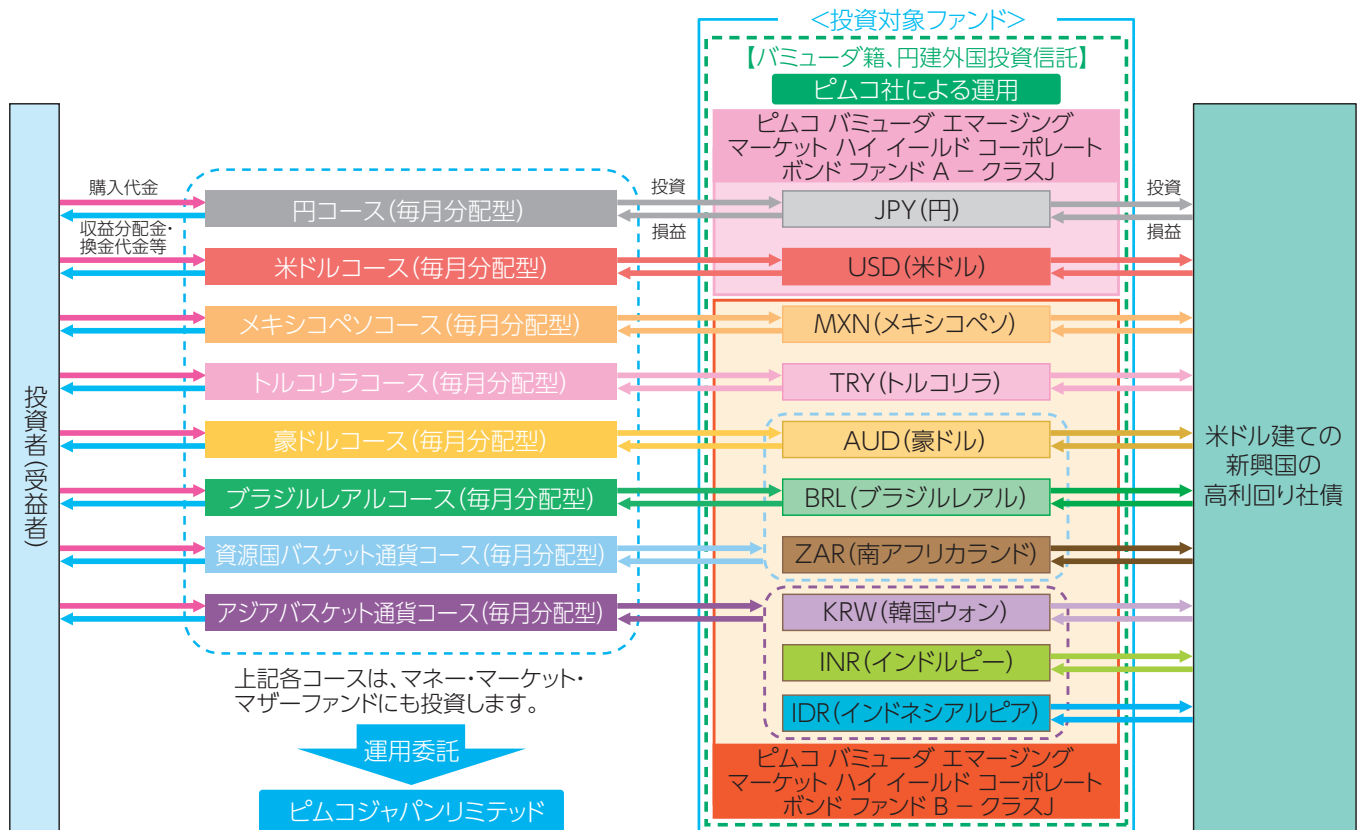 ＜投資対象ファンド＞
【バミューダ籍、円建外国投資信託】
ピムコ社による運用
ピムコ バミューダ エマージング
マーケット ハイ イールド コーポレート
ボンド ファンド A － クラスJ
購入代金
収益分配金・
換金代金等
投資
損益
投資
損益
円コース（毎月分配型）
JPY（円）
米ドルコース（毎月分配型）
USD（米ドル）
メキシコペソコース（毎月分配型）
MXN（メキシコペソ）
トルコリラコース（毎月分配型）
TRY（トルコリラ）
豪ドルコース（毎月分配型）
AUD（豪ドル）
ブラジルレアルコース（毎月分配型）
BRL（ブラジルレアル）
資源国バスケット通貨コース（毎月分配型）
ZAR（南アフリカランド）
アジアバスケット通貨コース（毎月分配型）
KRW（韓国ウォン）
INR（インドルピー）
IDR（インドネシアルピア）
投資者（受益者）
米ドル建ての
新興国の
高利回り社債
上記各コースは、マネー・マーケット・
マザーファンドにも投資します。
運用委託
ピムコジャパンリミテッド
ピムコ バミューダ エマージング
マーケット ハイ イールド コーポレート
ボンド ファンド B － クラスJ